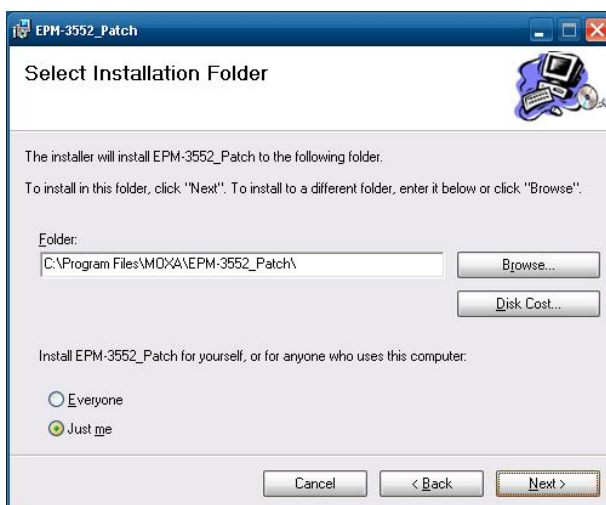 EPM-3552_Patch
Select Installation Folder
The installer will install EPM-3552_Patch to the following folder.
To install in this folder, click "Next". To install to a different folder, enter it below or click "Browse".
Folder:
C:\Program Files\MOXA\EPM-3552_Patch\
Browse...
Disk Cost...
Install EPM-3552_Patch for yourself, or for anyone who uses this computer:
Everyone
Just me
Cancel
< Back
Next >